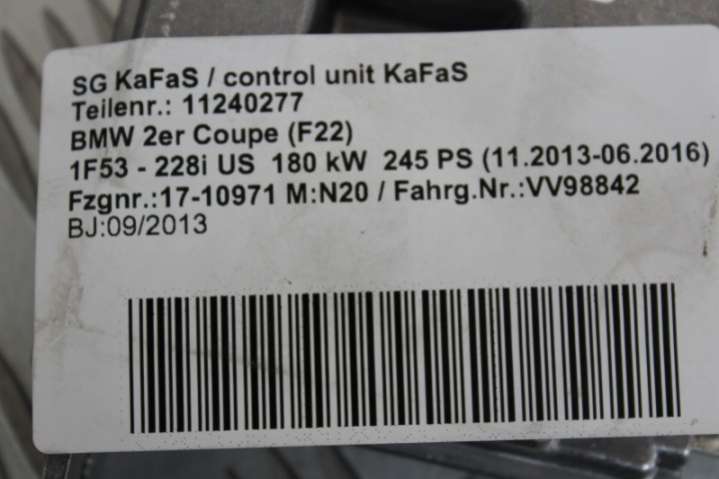 SG KaFaS / control unit KaFaS
Teilenr.: 11240277
BMW 2er Coupe (F22)
1F53 - 228i US 180 kW 245 PS (11.2013-06.2016)
Fzgnr.:17-10971 M:N20 / Fahrg.Nr.:VV98842
BJ:09/2013